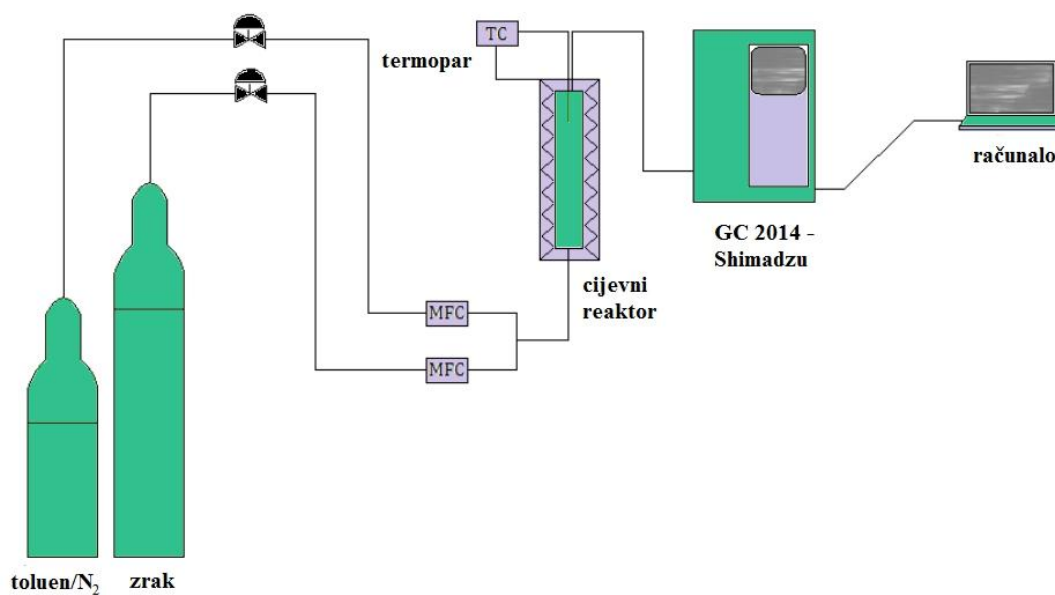 TC
termopar
računalo
GC 2014 -
Shimadzu
cijevni
reaktor
MFC
MFC
toluen/N₂
zrak